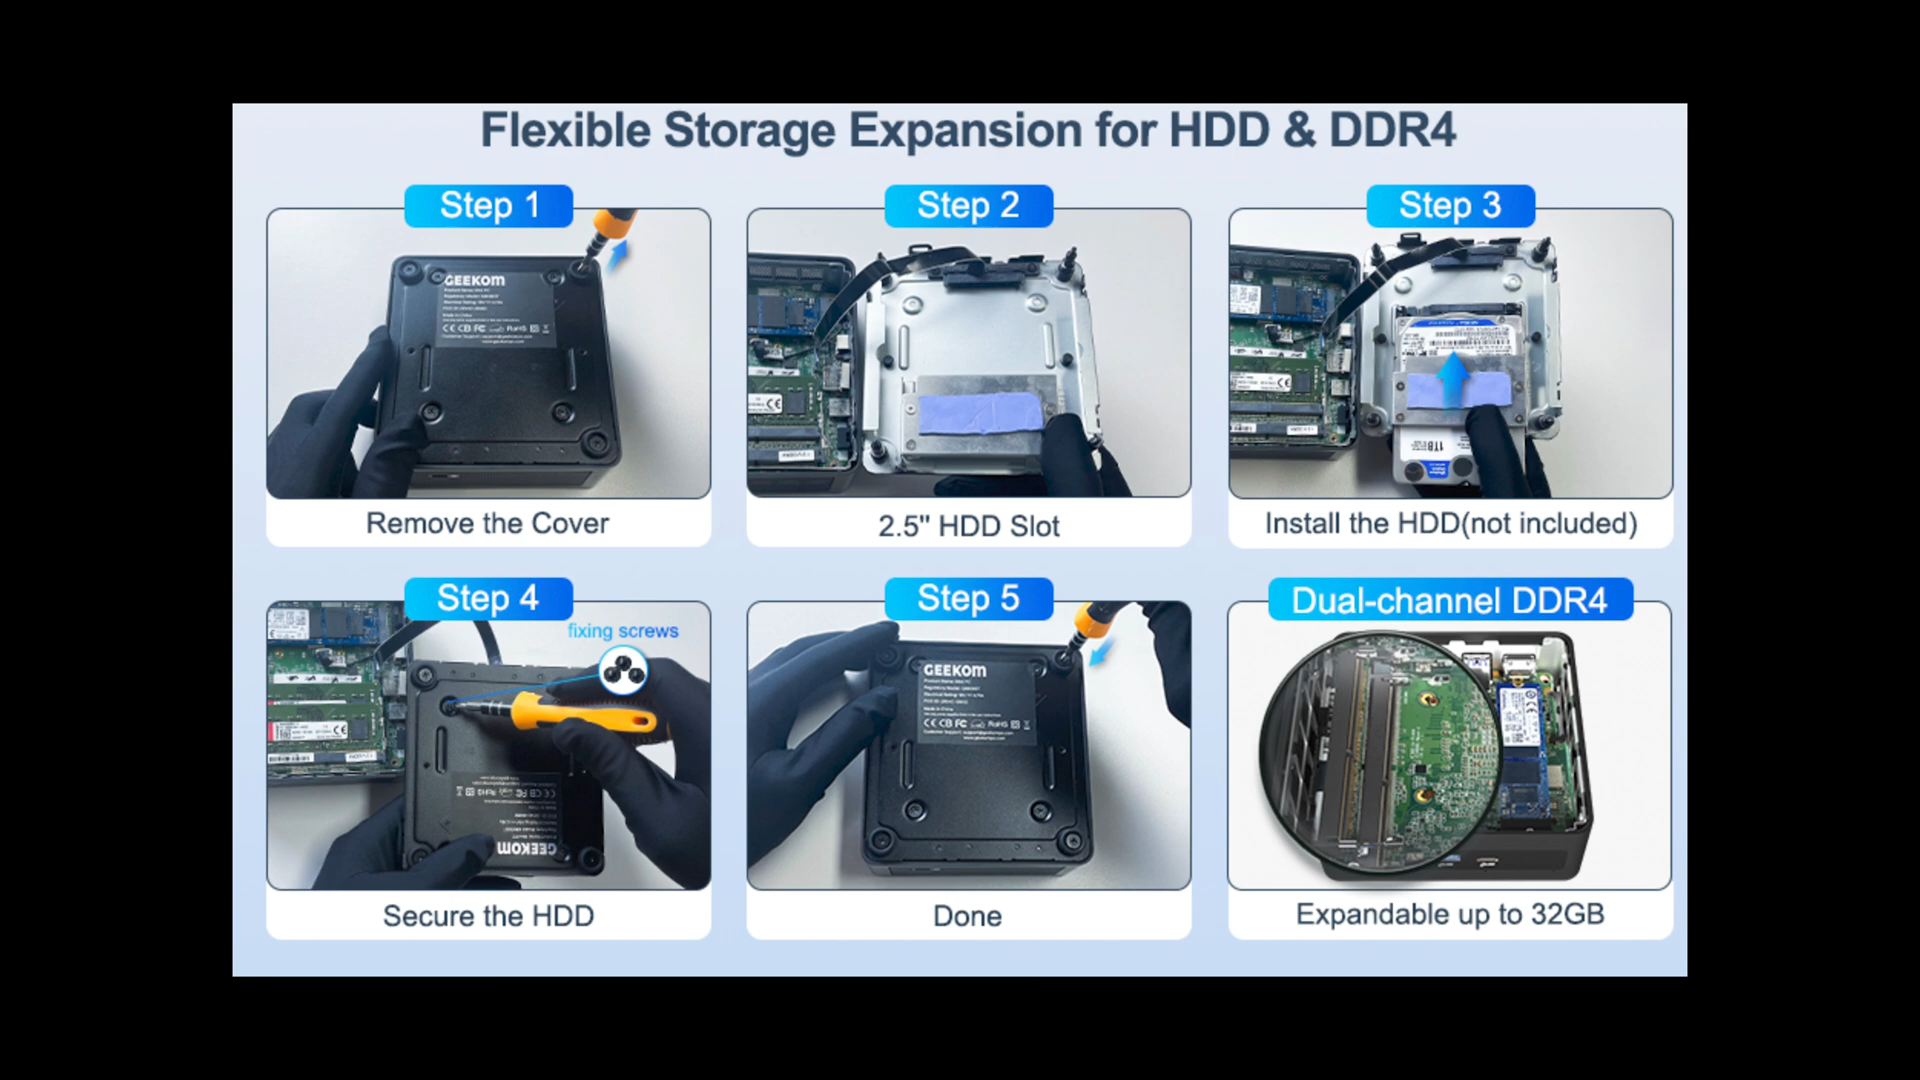 Flexible Storage Expansion for HDD & DDR4
Step 1
GEEKOM
Remove the Cover
Step 2
2.5" HDD Slot
Step 3
1TB
Install the HDD(not included)
Step 4
fixing screws
GEEKOM
Secure the HDD
Step 5
GEEKOM
Done
Dual-channel DDR4
Expandable up to 32GB